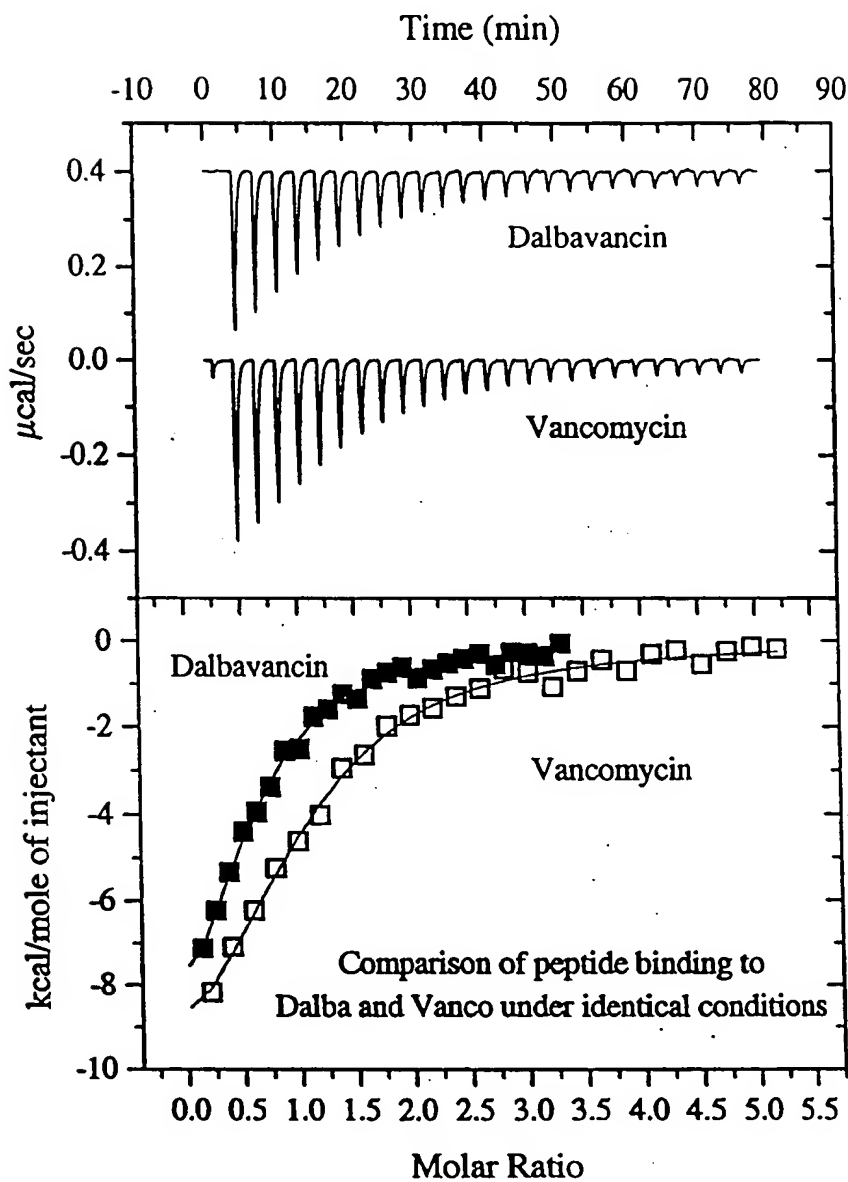 Time (min)
-10 0 10 20 30 40 50 60 70 80 90
0.4
Dalbavancin
0.2
0.0
Vancomycin
-0.2
-0.4
μcal/sec
0
Dalbavancin
-2
Vancomycin
-4
-6
Comparison of peptide binding to
-8
Dalba and Vanco under identical conditions
-10
kcal/mole of injectant
0.0 0.5 1.0 1.5 2.0 2.5 3.0 3.5 4.0 4.5 5.0 5.5
Molar Ratio